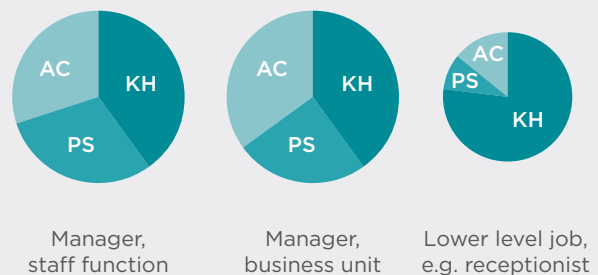 AC
KH
PS
AC
KH
PS
AC
PS
KH
Manager,
staff function
Manager,
business unit
Lower level job,
e.g. receptionist